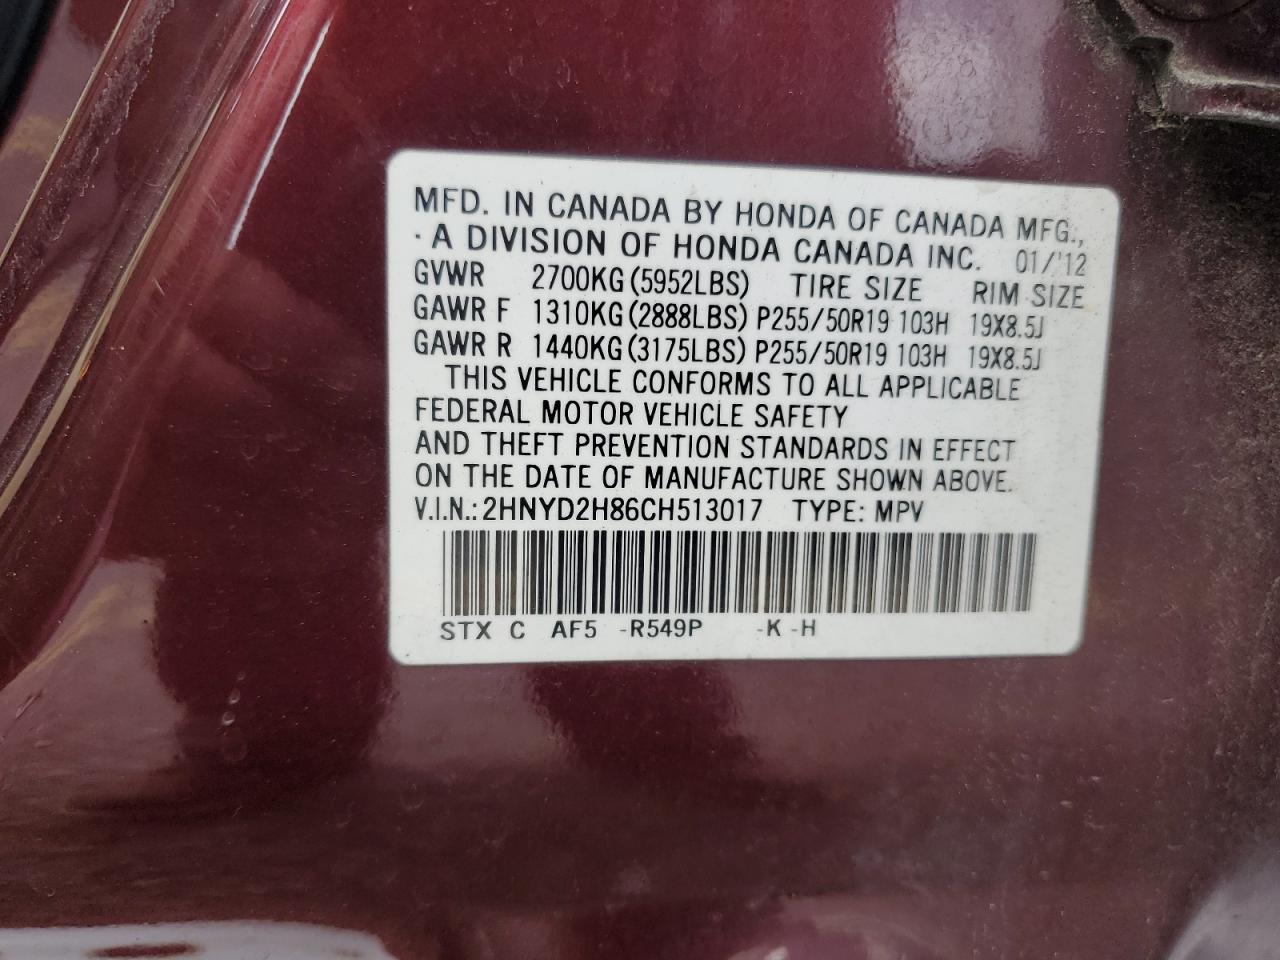 MFD. IN CANADA BY HONDA OF CANADA MFG.,
· A DIVISION OF HONDA CANADA INC. 01/'12
GVWR 2700KG(5952LBS) TIRE SIZE RIM SIZE
GAWR F 1310KG(2888LBS) P255/50R19 103H 19X8.5J
GAWR R 1440KG(3175LBS) P255/50R19 103H 19X8.5J
THIS VEHICLE CONFORMS TO ALL APPLICABLE
FEDERAL MOTOR VEHICLE SAFETY
AND THEFT PREVENTION STANDARDS IN EFFECT
ON THE DATE OF MANUFACTURE SHOWN ABOVE.
V.I.N.: 2HNYD2H86CH513017 TYPE: MPV
STX C AF5 -R549P -K -H